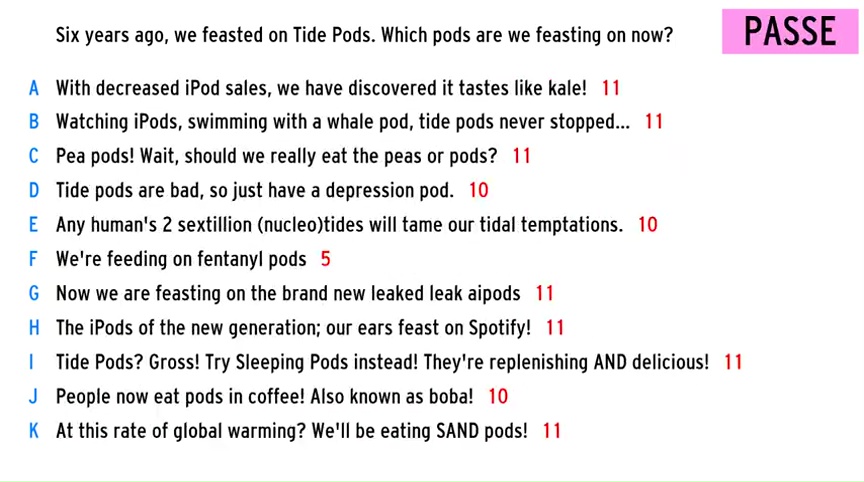 Six years ago, we feasted on Tide Pods. Which pods are we feasting on now?
PASSE
A With decreased iPod sales, we have discovered it tastes like kale! 11
B Watching iPods, swimming with a whale pod, tide pods never stopped... 11
C Pea pods! Wait, should we really eat the peas or pods? 11
D Tide pods are bad, so just have a depression pod. 10
E Any human's 2 sextillion (nucleo)tides will tame our tidal temptations. 10
F We're feeding on fentanyl pods 5
G Now we are feasting on the brand new leaked leak aipods 11
H The iPods of the new generation; our ears feast on Spotify! 11
I Tide Pods? Gross! Try Sleeping Pods instead! They're replenishing AND delicious! 11
J People now eat pods in coffee! Also known as boba! 10
K At this rate of global warming? We'll be eating SAND pods! 11